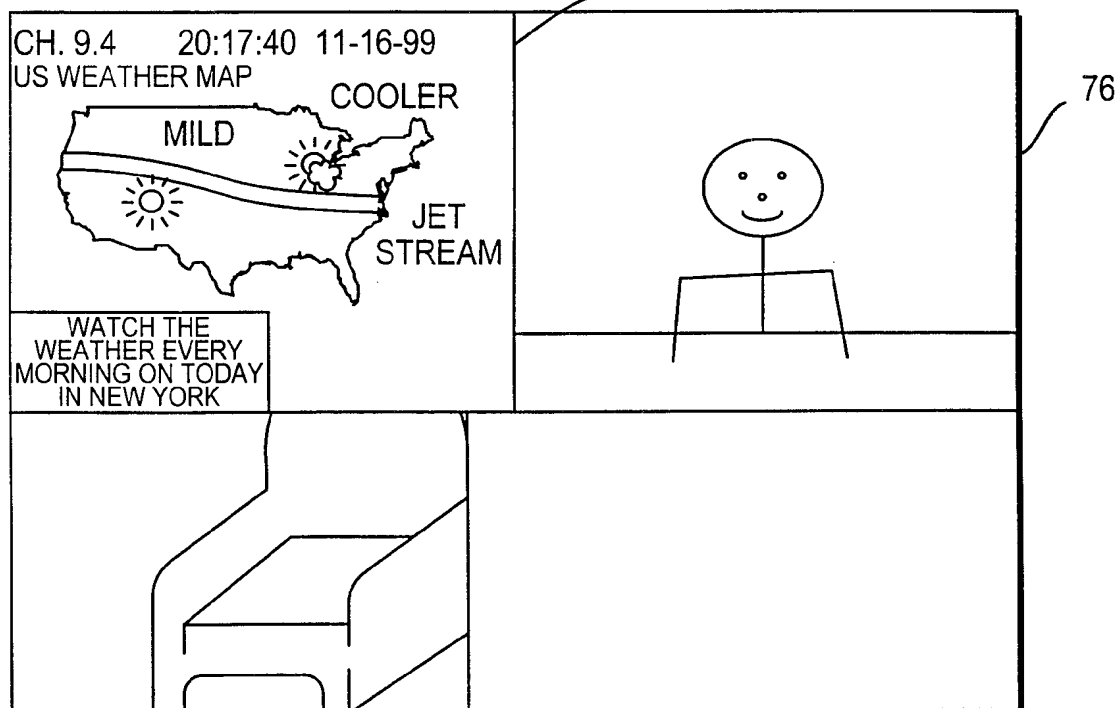 CH. 9.4 20:17:40 11-16-99
US WEATHER MAP
COOLER
MILD
JET
STREAM
WATCH THE
WEATHER EVERY
MORNING ON TODAY
IN NEW YORK
76